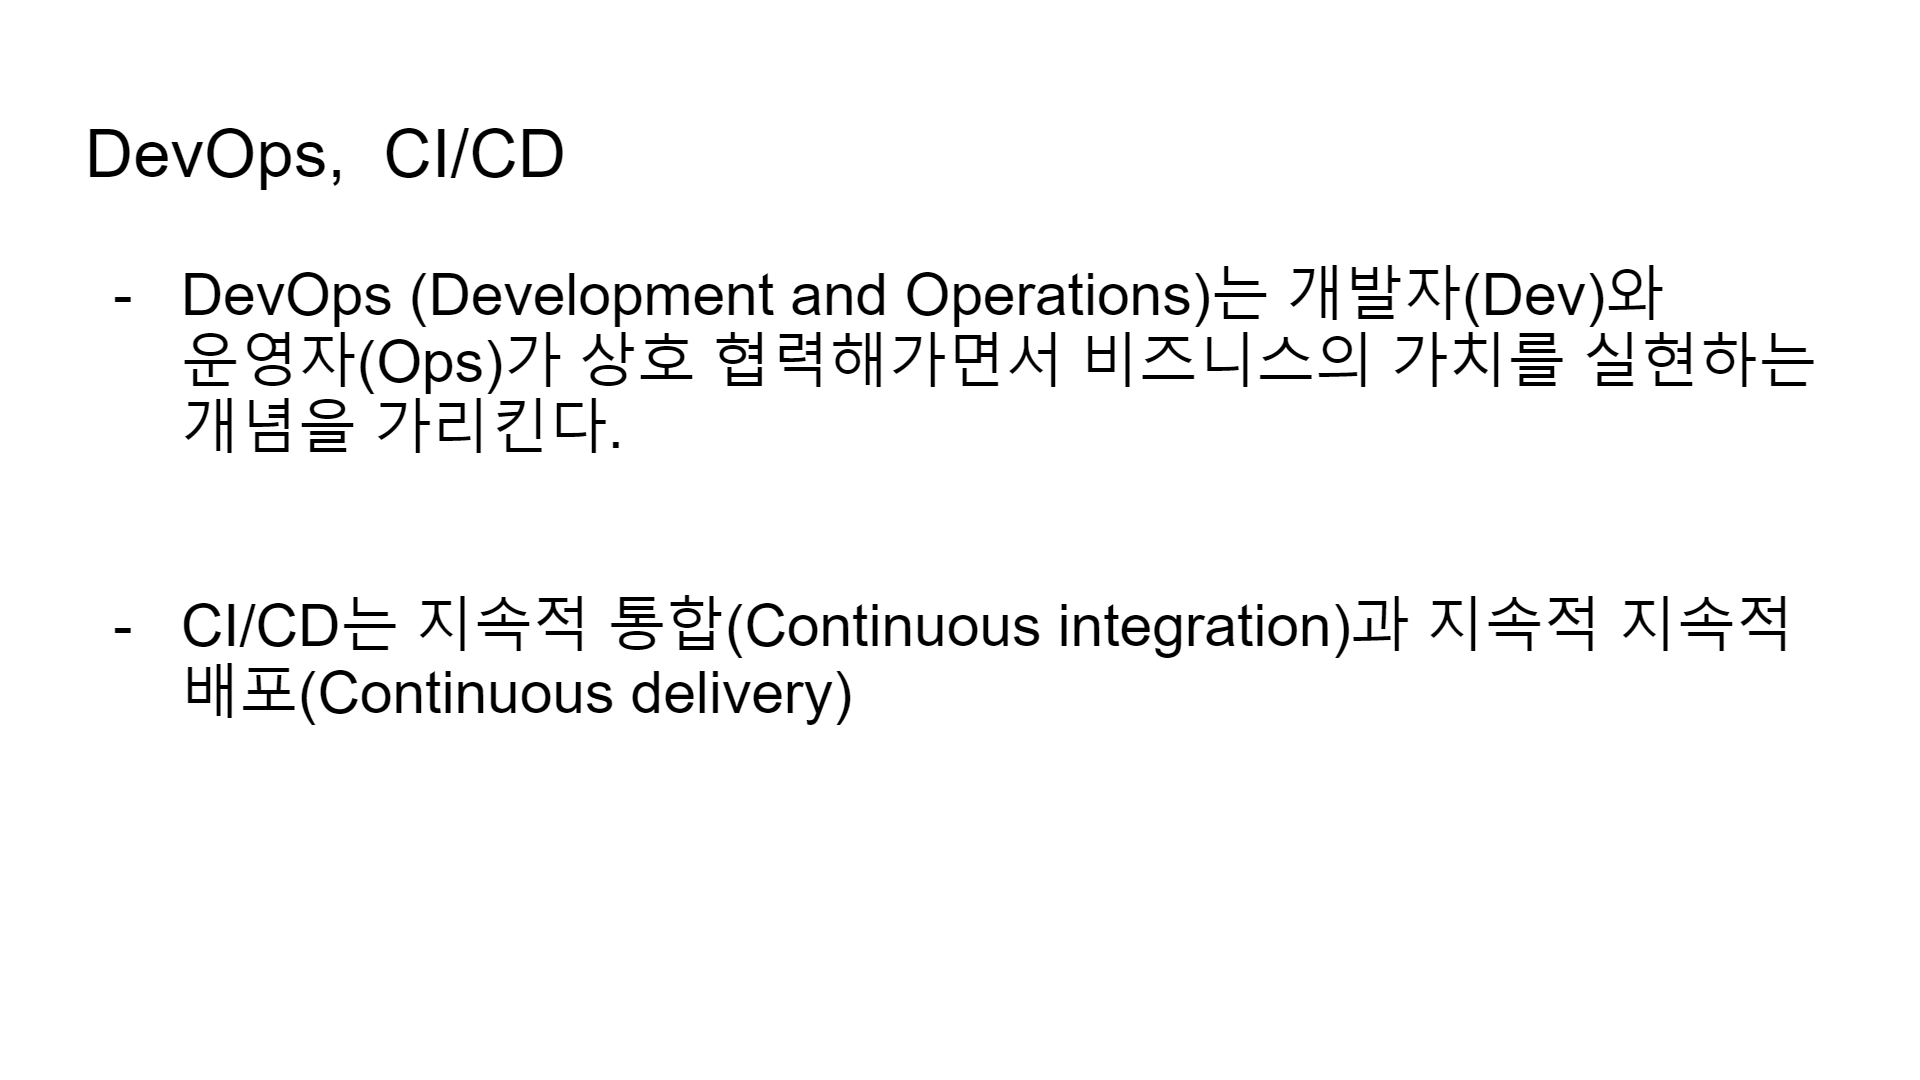 DevOps,  CI/CD
- DevOps (Development and Operations)는 개발자(Dev)와
운영자(Ops)가 상호 협력해가면서 비즈니스의 가치를 실현하는
개념을 가리킨다.
- CI/CD는 지속적 통합(Continuous integration)과 지속적 지속적
배포(Continuous delivery)